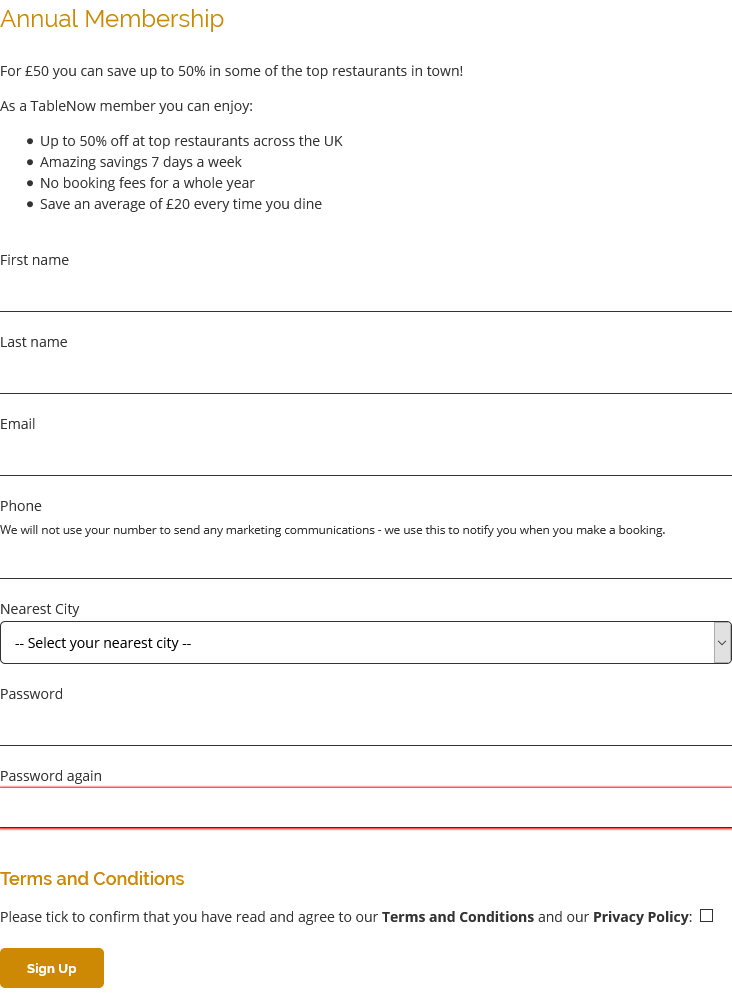 Annual Membership
For £50 you can save up to 50% in some of the top restaurants in town!
As a TableNow member you can enjoy:
Up to 50% off at top restaurants across the UK
Amazing savings 7 days a week
No booking fees for a whole year
Save an average of £20 every time you dine
First name
Last name
Email
Phone
We will not use your number to send any marketing communications - we use this to notify you when you make a booking.
Nearest City
-- Select your nearest city --
Password
Password again
Terms and Conditions
Please tick to confirm that you have read and agree to our Terms and Conditions and our Privacy Policy:
Sign Up